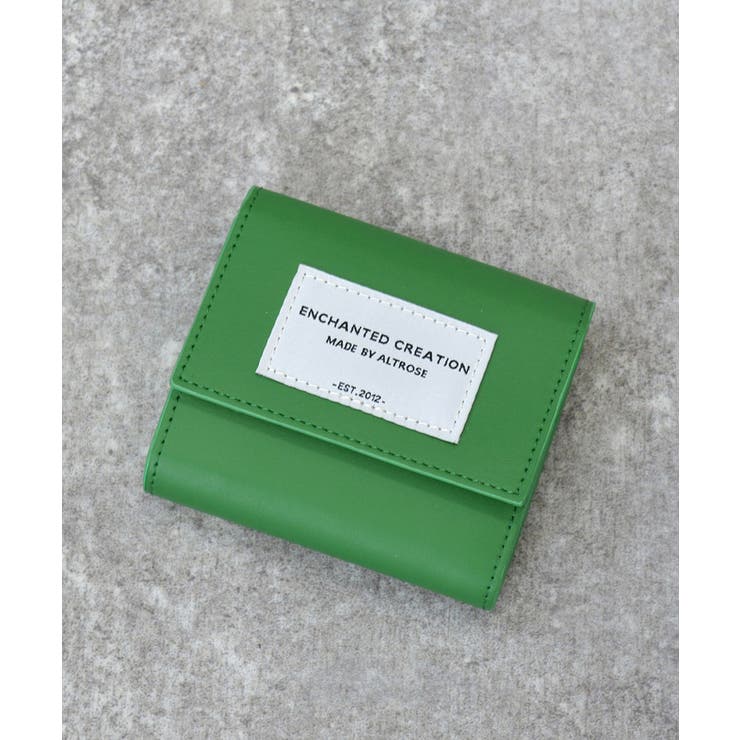 ENCHANTED CREATION
MADE BY ALTROSE
-EST.2012-